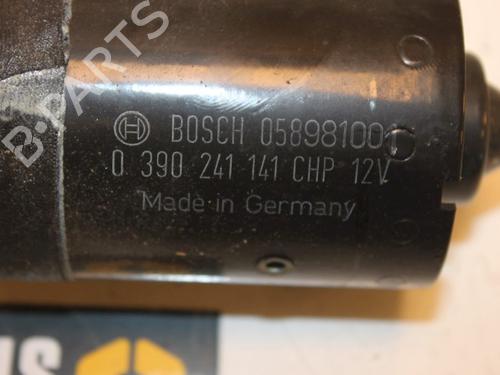 B-PARTS
BOSCH 058981001
0 390 241 141 CHP 12V
Made in Germany